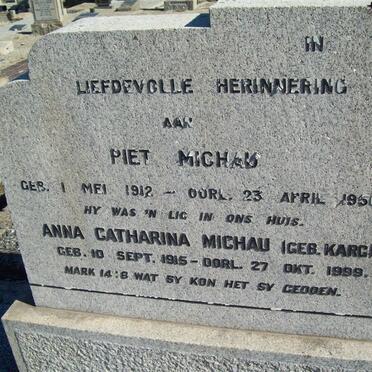 IN
LIEFDEVOLLE HERINNERING
AAN
PIET MICHAU
GEB. 1 MEI 1912 - OORL. 23 APRIL
HY WAS 'N LIG IN ONS HUIS.
ANNA CATHARINA MICHAU (GEB.
GEB. 10 SEPT. 1915 - OORL. 27 OKT. 1999.
MARK 14:8 WAT SY KON HET SY GEDOEN.